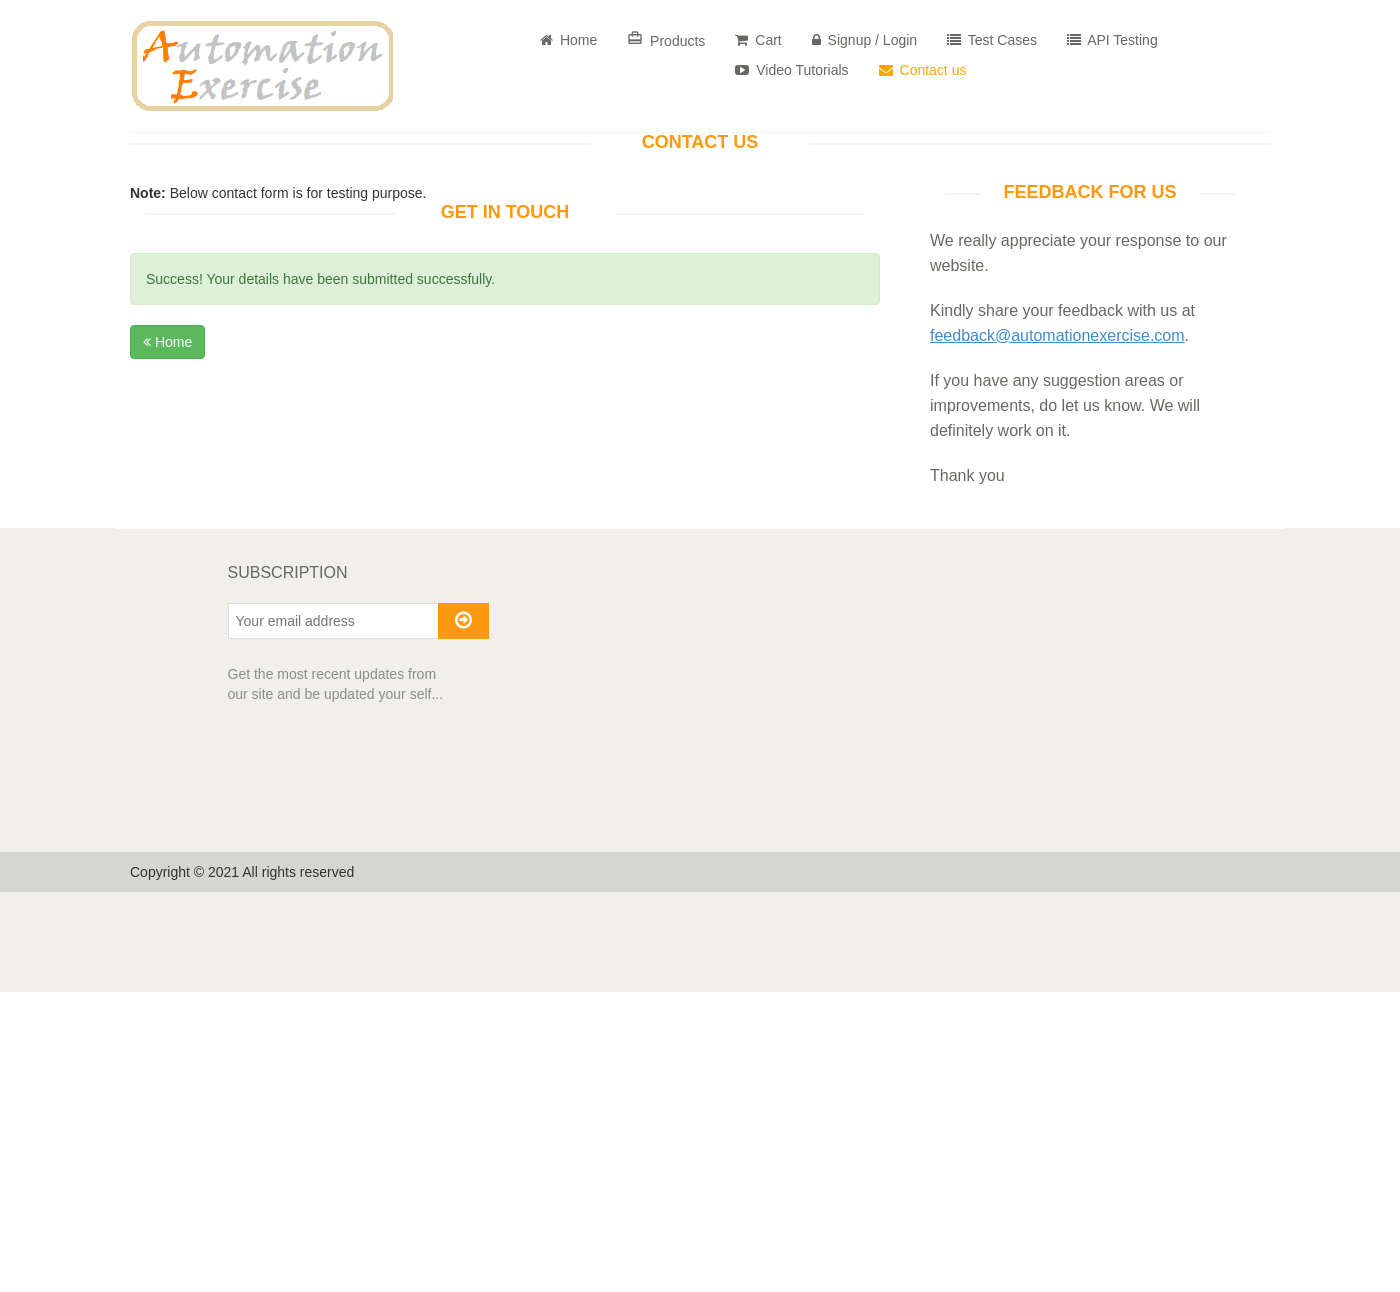 Automation
Exercise
Home
Products
Cart
Signup / Login
Test Cases
API Testing
Video Tutorials
Contact us
CONTACT US
Note: Below contact form is for testing purpose.
GET IN TOUCH
Success! Your details have been submitted successfully.
« Home
FEEDBACK FOR US
We really appreciate your response to our
website.
Kindly share your feedback with us at
feedback@automationexercise.com.
If you have any suggestion areas or
improvements, do let us know. We will
definitely work on it.
Thank you
SUBSCRIPTION
Your email address
Get the most recent updates from
our site and be updated your self...
Copyright © 2021 All rights reserved